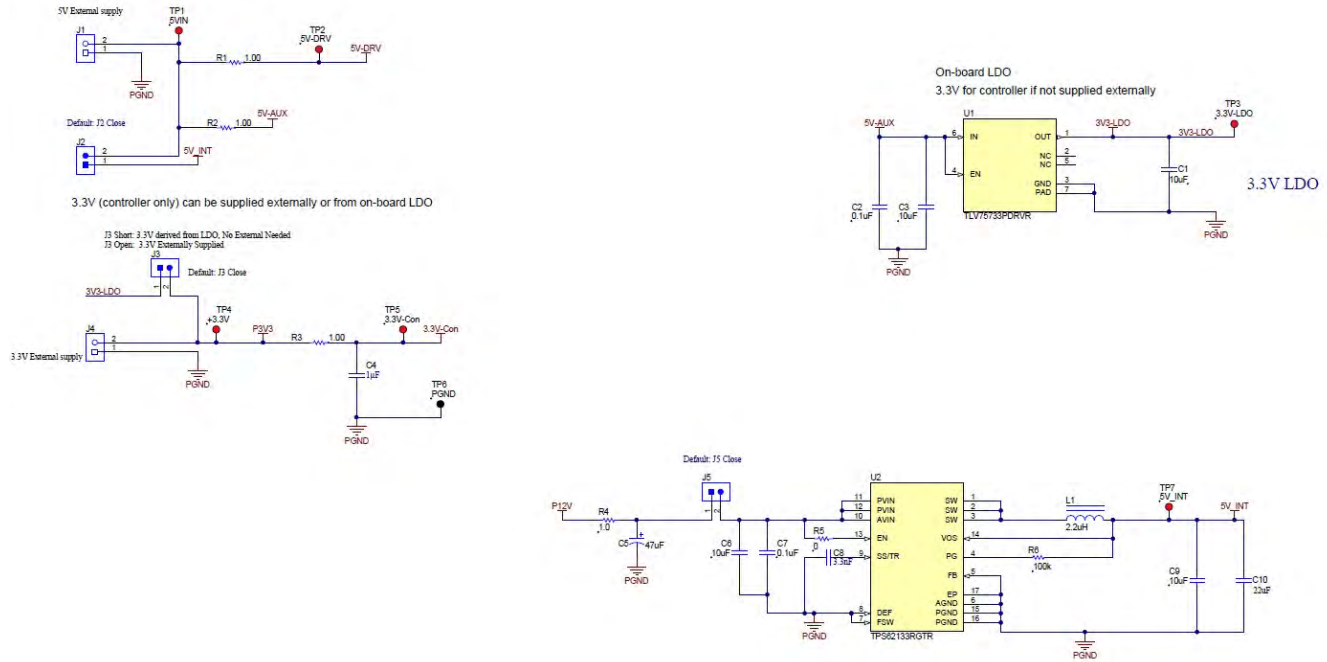 5V External supply
TP1
5VIN
J1
2
1
PGND
TP2
5V-DRV
5V-DRV
R1
1.00
5V-AUX
R2
1.00
Default: J2 Close
J2
2
1
5V_INT
3.3V (controller only) can be supplied externally or from on-board LDO
J3 Short: 3.3V derived from LDO, No External Needed
J3 Open: 3.3V Externally Supplied
J3
Default: J3 Close
1
2
3V3-LDO
J4
2
1
3.3V External supply
PGND
TP4
+3.3V
P3V3
R3
1.00
TP5
3.3V-Con
3.3V-Con
C4
1µF
TP6
PGND
PGND
On-board LDO
3.3V for controller if not supplied externally
U1
5V-AUX
6
IN
OUT
1
3V3-LDO
3V3-LDO
TP3
3.3V-LDO
NC
2
NC
5
4
EN
GND
3
PAD
7
TLV75733PDRVR
C2
0.1uF
C3
10uF
PGND
C1
10uF
PGND
3.3V LDO
Default: J5 Close
J5
1
2
P12V
R4
1.0
C5
47uF
PGND
C6
10uF
C7
0.1uF
R5
0
C8
3.3nF
PGND
U2
11
PVIN
12
PVIN
10
AVIN
13
EN
9
SS/TR
8
DEF
7
FSW
SW
1
SW
2
SW
3
VOS
14
PG
4
FB
5
EP
17
AGND
6
PGND
15
PGND
16
TPS62133RGTR
L1
2.2uH
R6
100k
TP7
5V_INT
5V_INT
C9
10uF
C10
22uF
PGND